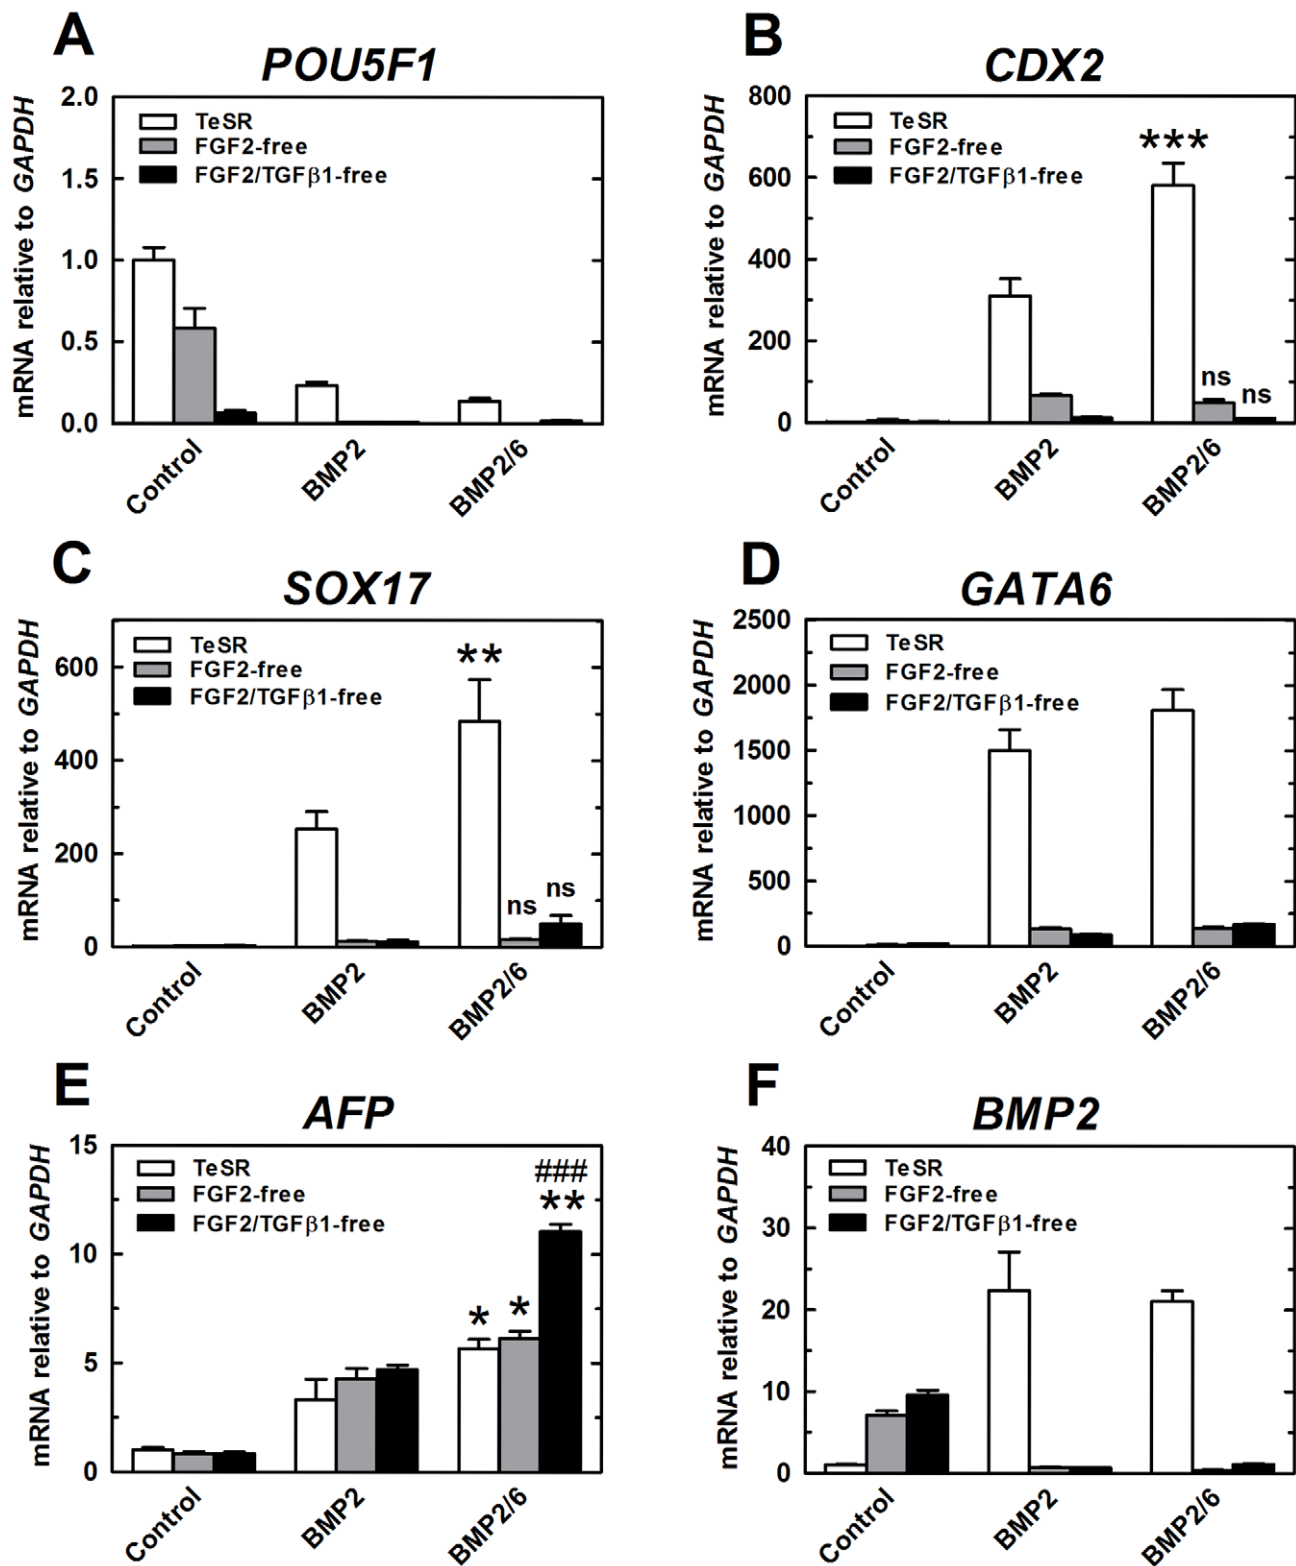 A
POU5F1
mRNA relative to GAPDH
2.0
1.5
1.0
0.5
0.0
TeSR
FGF2-free
FGF2/TGFβ1-free
Control
BMP2
BMP2/6
B
CDX2
mRNA relative to GAPDH
800
600
400
200
0
TeSR
FGF2-free
FGF2/TGFβ1-free
***
ns
ns
Control
BMP2
BMP2/6
C
SOX17
mRNA relative to GAPDH
600
400
200
0
TeSR
FGF2-free
FGF2/TGFβ1-free
**
ns
ns
Control
BMP2
BMP2/6
D
GATA6
mRNA relative to GAPDH
2500
2000
1500
1000
500
0
TeSR
FGF2-free
FGF2/TGFβ1-free
Control
BMP2
BMP2/6
E
AFP
mRNA relative to GAPDH
15
10
5
0
TeSR
FGF2-free
FGF2/TGFβ1-free
###
**
*
*
Control
BMP2
BMP2/6
F
BMP2
mRNA relative to GAPDH
40
30
20
10
0
TeSR
FGF2-free
FGF2/TGFβ1-free
Control
BMP2
BMP2/6